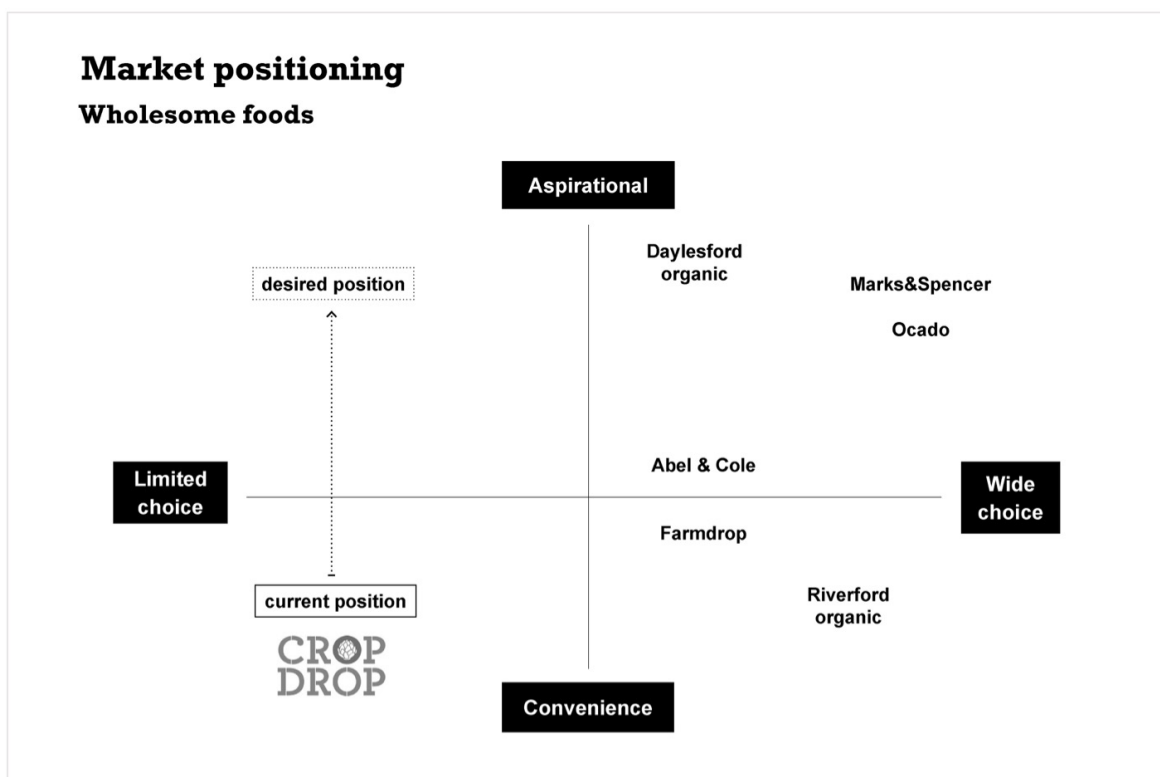 Market positioning
Wholesome foods
Aspirational
Daylesford
organic
desired position
Marks&Spencer
Ocado
Abel & Cole
Limited
choice
Wide
choice
Farmdrop
current position
Riverford
organic
CROP
DROP
Convenience